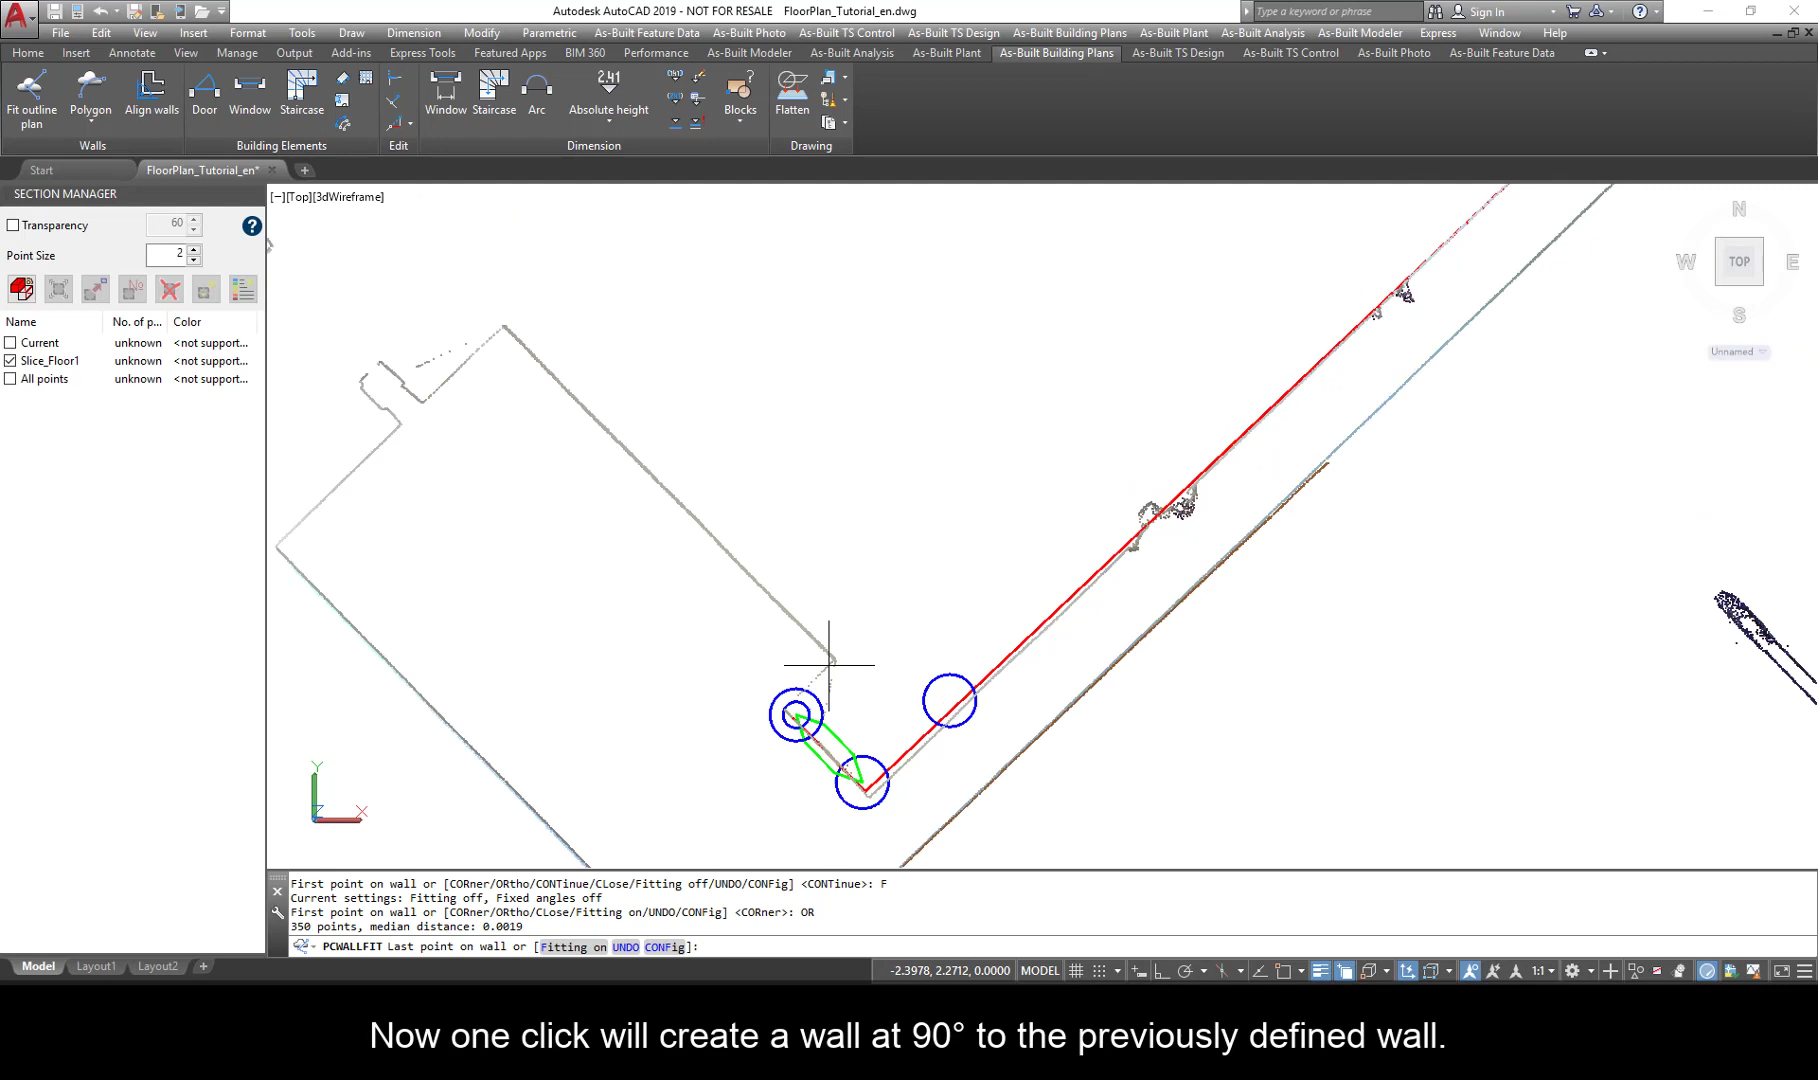 Autodesk AutoCAD 2019 - NOT FOR RESALE FloorPlan_Tutorial_en.dwg
Type a keyword or phrase
Sign In
File Edit View Insert Format Tools Draw Dimension Modify Parametric As-Built Feature Data As-Built Photo As-Built TS Control As-Built TS Design As-Built Building Plans As-Built Plant As-Built Analysis As-Built Modeler Express Window Help
Home Insert Annotate View Manage Output Add-ins Express Tools Featured Apps BIM 360 Performance As-Built Modeler As-Built Analysis As-Built Plant As-Built Building Plans As-Built TS Design As-Built TS Control As-Built Photo As-Built Feature Data
2.41
Fit outline plan Polygon Align walls Door Window Staircase Window Staircase Arc Absolute height Blocks Flatten
Walls Building Elements Edit Dimension Drawing
Start FloorPlan_Tutorial_en*
SECTION MANAGER
[−][Top][3dWireframe]
Transparency 60
Point Size 2
Name No. of p... Color
Current unknown <not support...
Slice_Floor1 unknown <not support...
All points unknown <not support...
N
W TOP E
S
Unnamed
Y
X
First point on wall or [CORner/ORtho/CONTinue/CLose/Fitting off/UNDO/CONFig] <CONTinue>: F
Current settings: Fitting off, Fixed angles off
First point on wall or [CORner/ORtho/CLose/Fitting on/UNDO/CONFig] <CORner>: OR
350 points, median distance: 0.0019
PCWALLFIT Last point on wall or [Fitting on UNDO CONFig]:
Model Layout1 Layout2
-2.3978, 2.2712, 0.0000 MODEL 1:1
Now one click will create a wall at 90° to the previously defined wall.